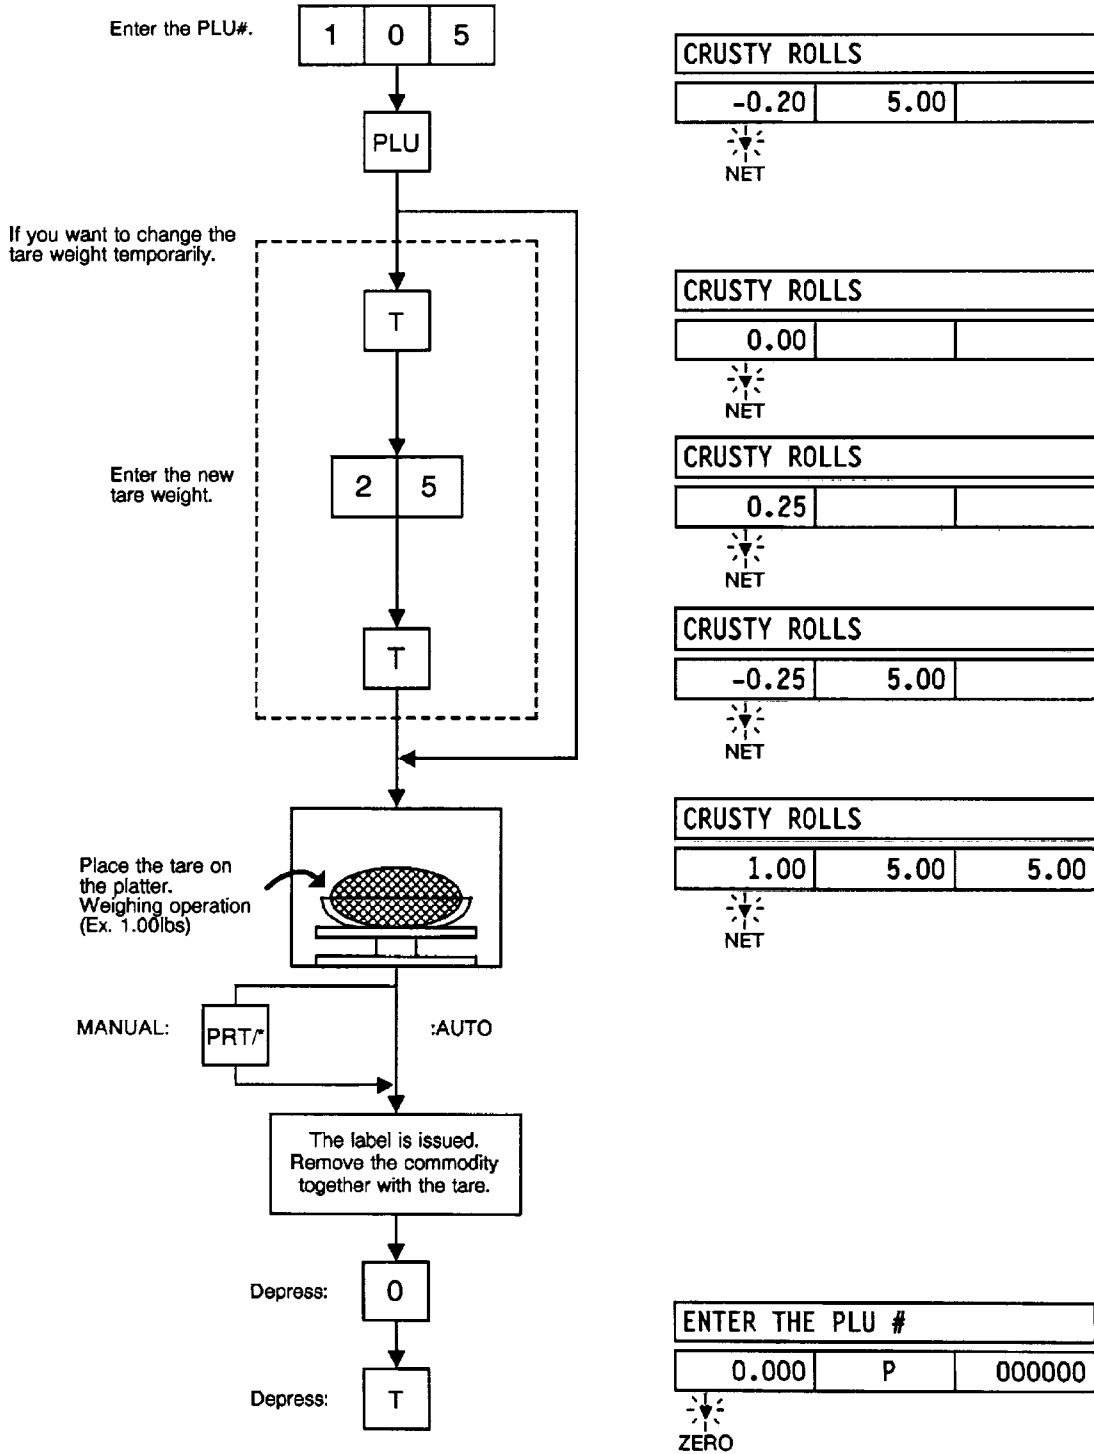 Enter the PLU#.
1 0 5
CRUSTY ROLLS
-0.20 5.00
NET
PLU
If you want to change the
tare weight temporarily.
T
CRUSTY ROLLS
0.00
NET
Enter the new
tare weight.
2 5
CRUSTY ROLLS
0.25
NET
T
CRUSTY ROLLS
-0.25 5.00
NET
Place the tare on
the platter.
Weighing operation
(Ex. 1.00lbs)
CRUSTY ROLLS
1.00 5.00 5.00
NET
MANUAL:
PRT/*
:AUTO
The label is issued.
Remove the commodity
together with the tare.
Depress:
0
Depress:
T
ENTER THE PLU #
0.000 P 000000
ZERO